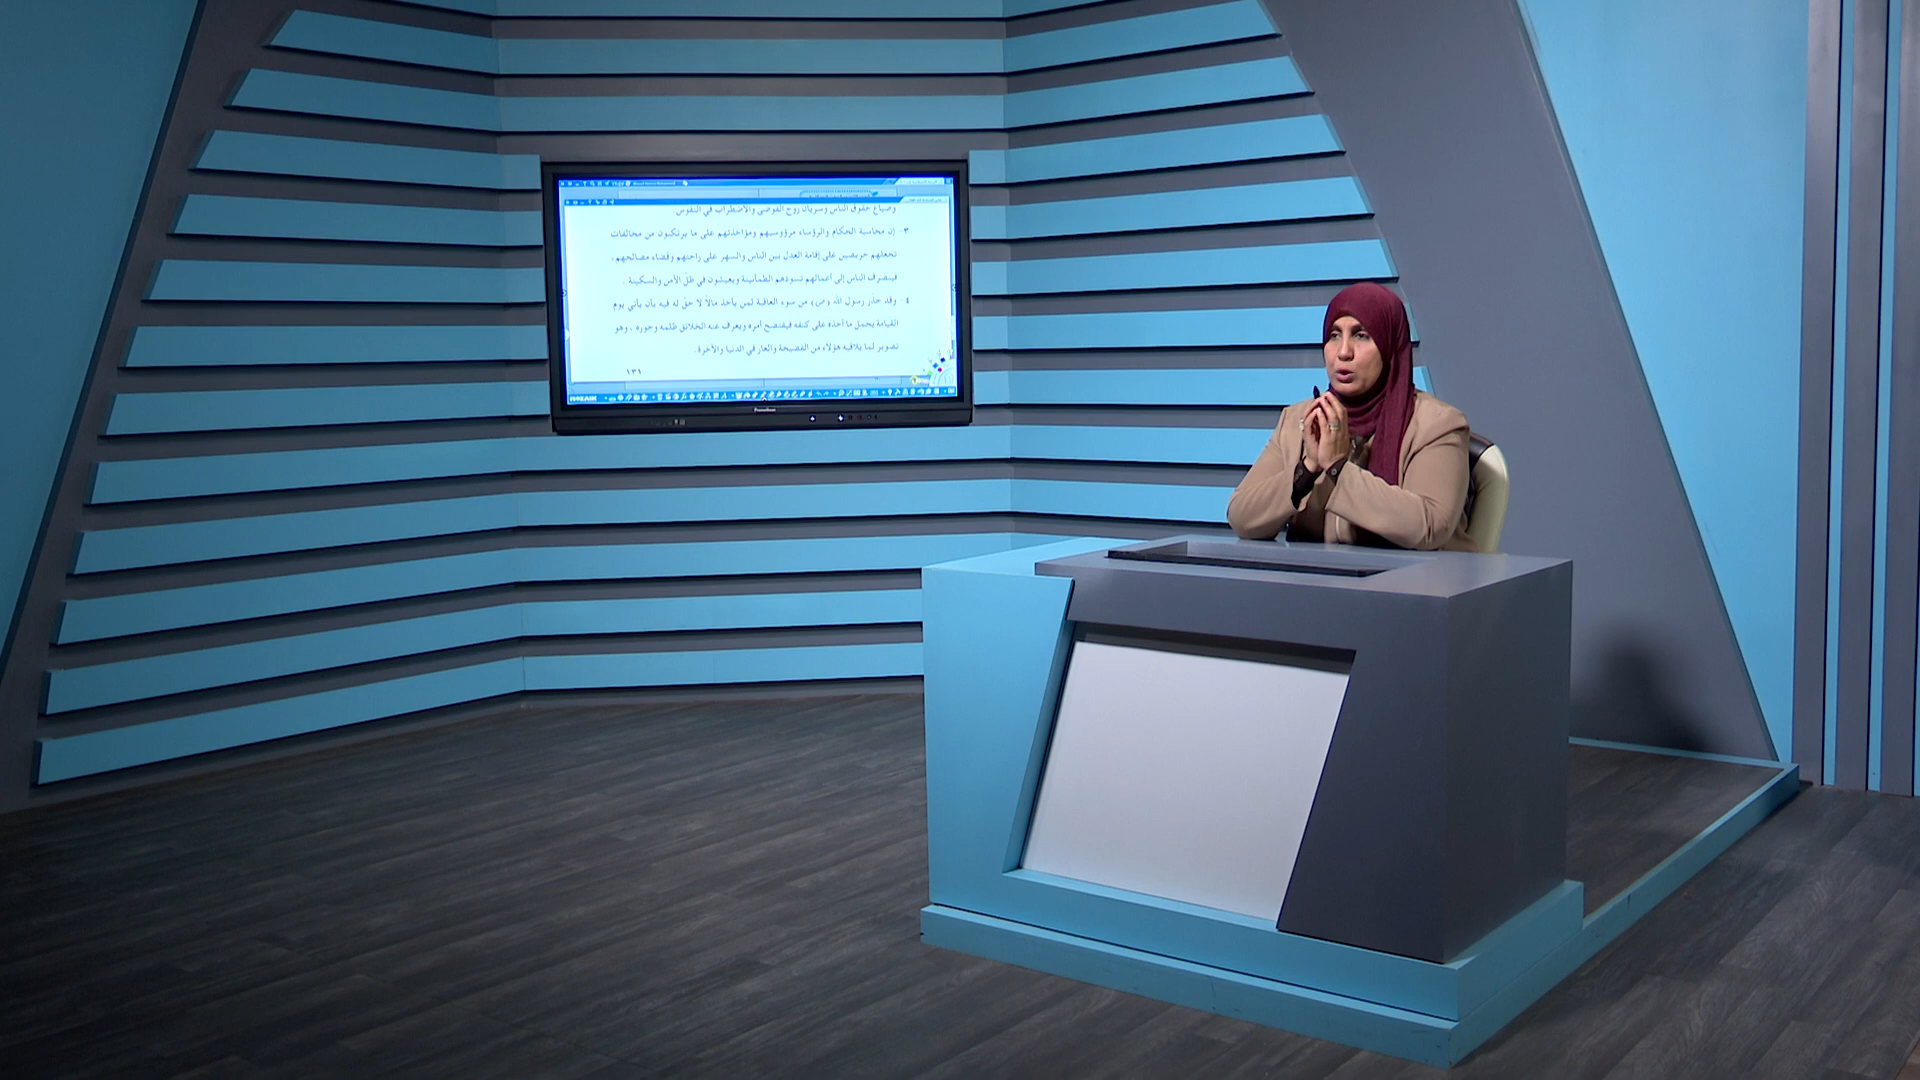 وضياع حقوق الناس وسريان روح الفوضى والاضطراب في النفوس.
٣- إن محاسبة الحكام والرؤساء مرؤوسيهم ومؤاخذتهم على ما يرتكبون من مخالفات
تجعلهم حريصين على إقامة العدل بين الناس والسهر على راحتهم وقضاء مصالحهم،
فينصرف الناس إلى أعمالهم تسودهم الطمأنينة ويعيشون في ظلّ الأمن والسكينة .
٤- وقد حذّر رسول الله (ص) من سوء العاقبة لمن يأخذ مالا لا حقّ له فيه بأن يأتي يوم
القيامة يحمل ما أخذه على كتفه فيفتضح أمره ويعرف عنه الخلائق ظلمه وجوره ، وهو
تصوير لما يلاقيه هؤلاء من الفضيحة والعار في الدنيا والآخرة.
١٣١
MOZAIK
Promethean